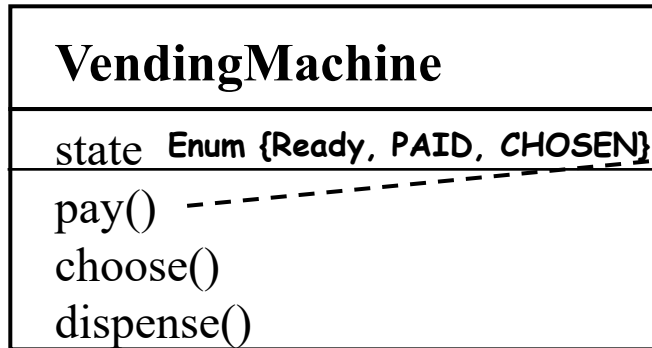 VendingMachine
state Enum {Ready, PAID, CHOSEN}
pay()
choose()
dispense()